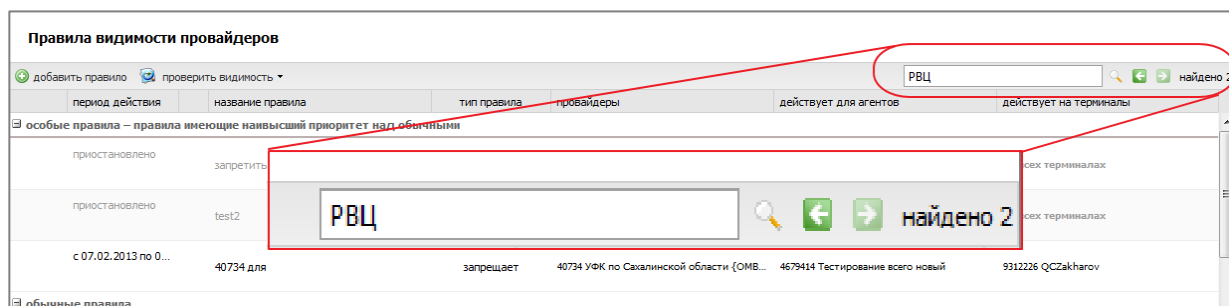 Правила видимости провайдеров
добавить правило проверить видимость РВЦ найдено 2
период действия название правила тип правила провайдеры действует для агентов действует на терминалы
особые правила – правила имеющие наивысший приоритет над обычными
приостановлено запретить сех терминалах
приостановлено test2 сех терминалах
РВЦ найдено 2
с 07.02.2013 по 0... 40734 для запрещает 40734 УФК по Сахалинской области {ОМВ... 4679414 Тестирование всего новый 9312226 QCZakharov
обычные правила